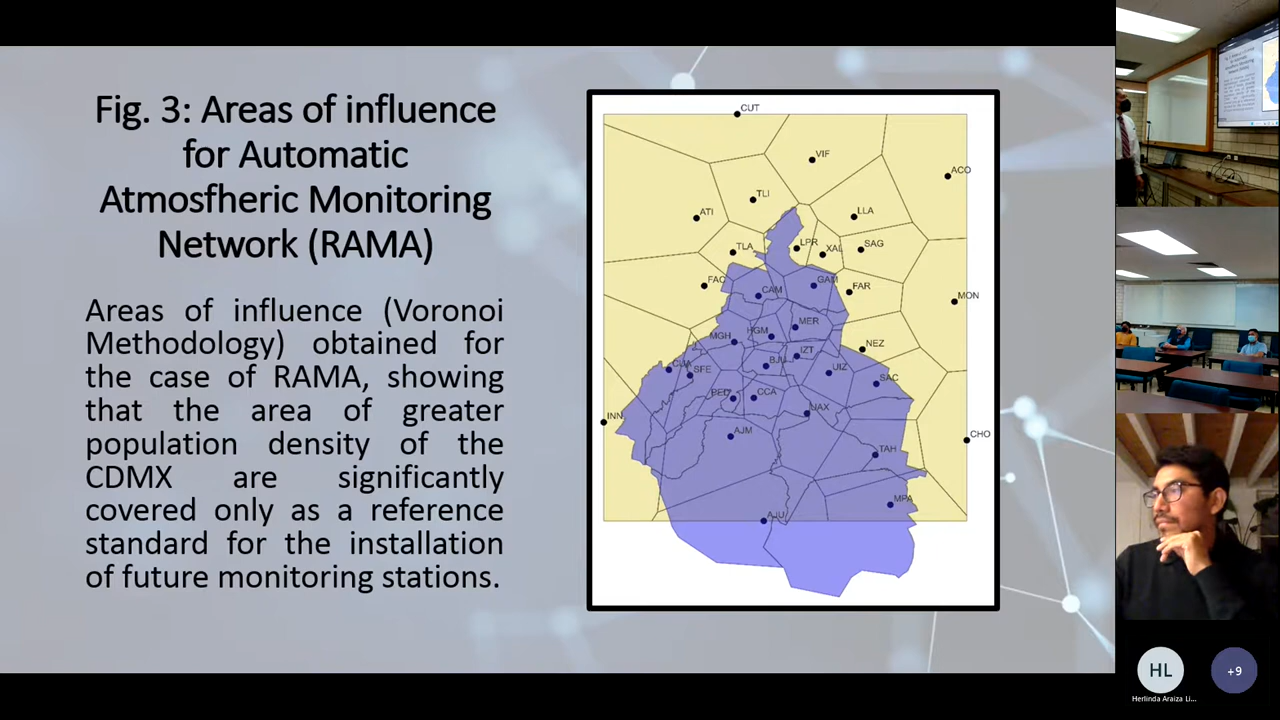 Fig. 3: Areas of influence
for Automatic
Atmosfheric Monitoring
Network (RAMA)
Areas of influence (Voronoi
Methodology) obtained for
the case of RAMA, showing
that the area of greater
population density of the
CDMX are significantly
covered only as a reference
standard for the installation
of future monitoring stations.
CUT
VIF
ACO
TLI
ATI
LLA
TLA
LPR
XAL
SAG
FAC
CAM
GAM
FAR
MON
MGH
HGM
MER
NEZ
CUA
SFE
BJU
IZT
UIZ
SAC
PED
CCA
INN
UAX
AJM
CHO
TAH
MPA
AJU
HL
+9
Herlinda Araiza Li...